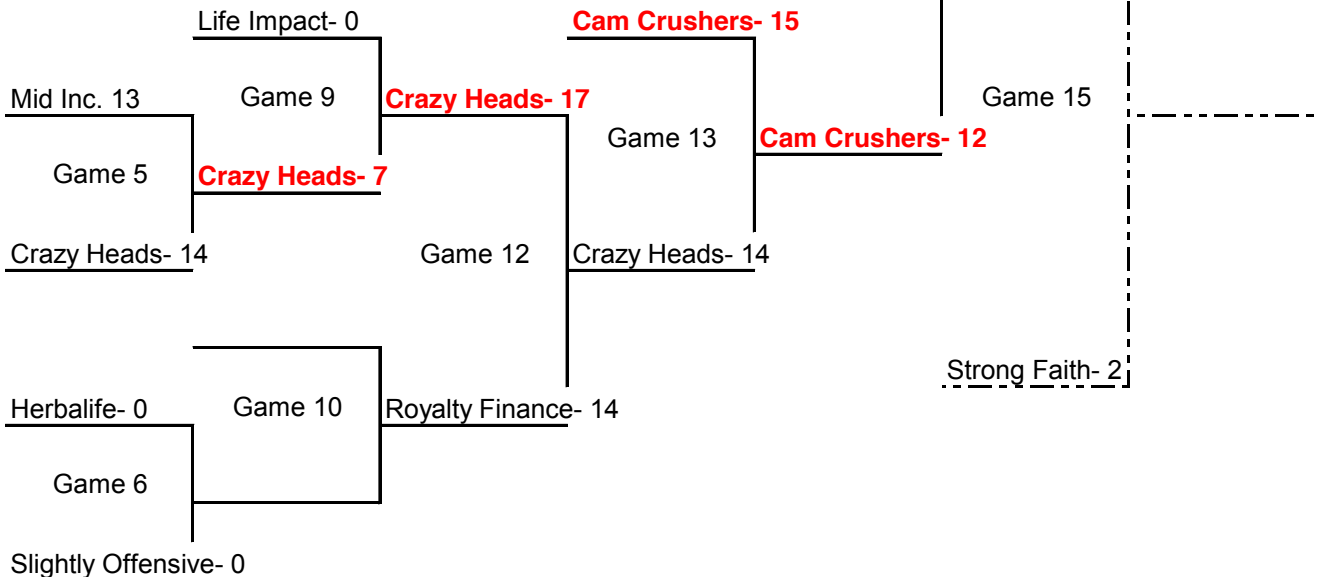 Life Impact- 0
Cam Crushers- 15
Mid Inc. 13
Game 9
Crazy Heads- 17
Game 15
Game 13
Cam Crushers- 12
Game 5
Crazy Heads- 7
Crazy Heads- 14
Game 12
Crazy Heads- 14
Strong Faith- 2
Herbalife- 0
Game 10
Royalty Finance- 14
Game 6
Slightly Offensive- 0